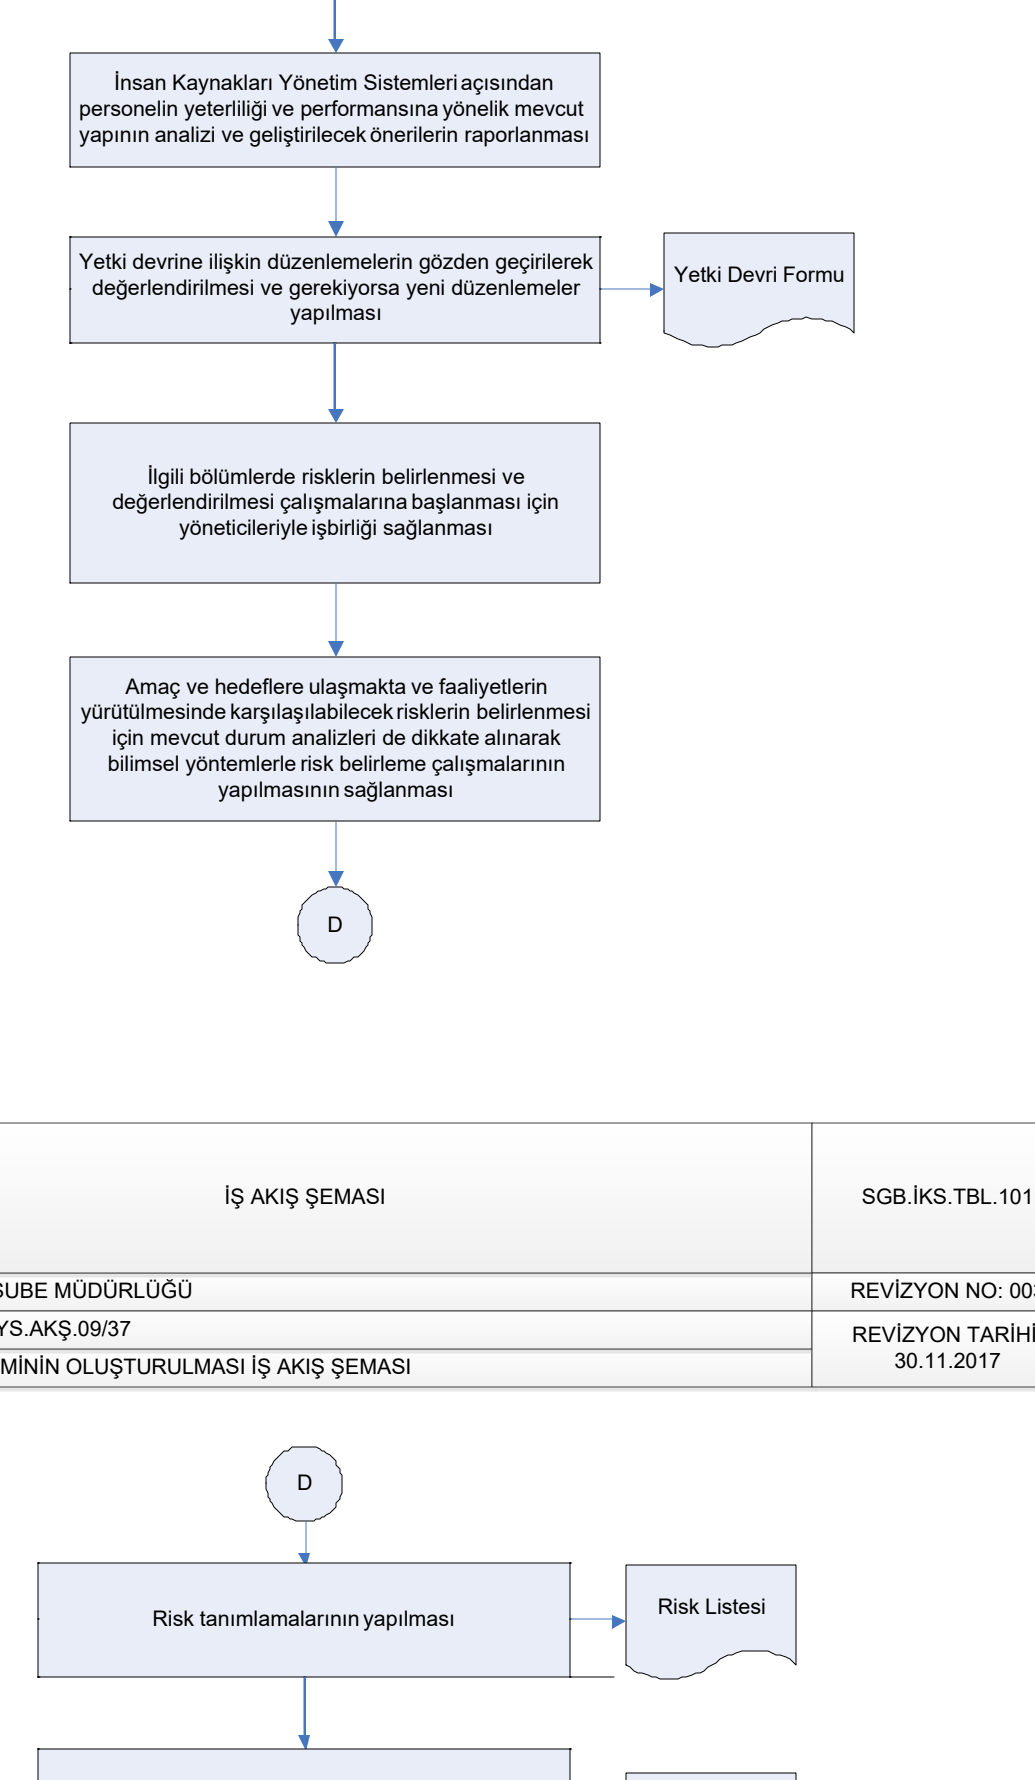 İnsan Kaynakları Yönetim Sistemleri açısından
personelin yeterliliği ve performansına yönelik mevcut
yapının analizi ve geliştirilecek önerilerin raporlanması
Yetki devrine ilişkin düzenlemelerin gözden geçirilerek
değerlendirilmesi ve gerekiyorsa yeni düzenlemeler
yapılması
Yetki Devri Formu
İlgili bölümlerde risklerin belirlenmesi ve
değerlendirilmesi çalışmalarına başlanması için
yöneticileriyle işbirliği sağlanması
Amaç ve hedeflere ulaşmakta ve faaliyetlerin
yürütülmesinde karşılaşılabilecek risklerin belirlenmesi
için mevcut durum analizleri de dikkate alınarak
bilimsel yöntemlerle risk belirleme çalışmalarının
yapılmasının sağlanması
D
İŞ AKIŞ ŞEMASI
SGB.İKS.TBL.101
ŞUBE MÜDÜRLÜĞÜ
REVİZYON NO: 003
YS.AKŞ.09/37
REVİZYON TARİHİ
30.11.2017
MİNİN OLUŞTURULMASI İŞ AKIŞ ŞEMASI
D
Risk tanımlamalarının yapılması
Risk Listesi